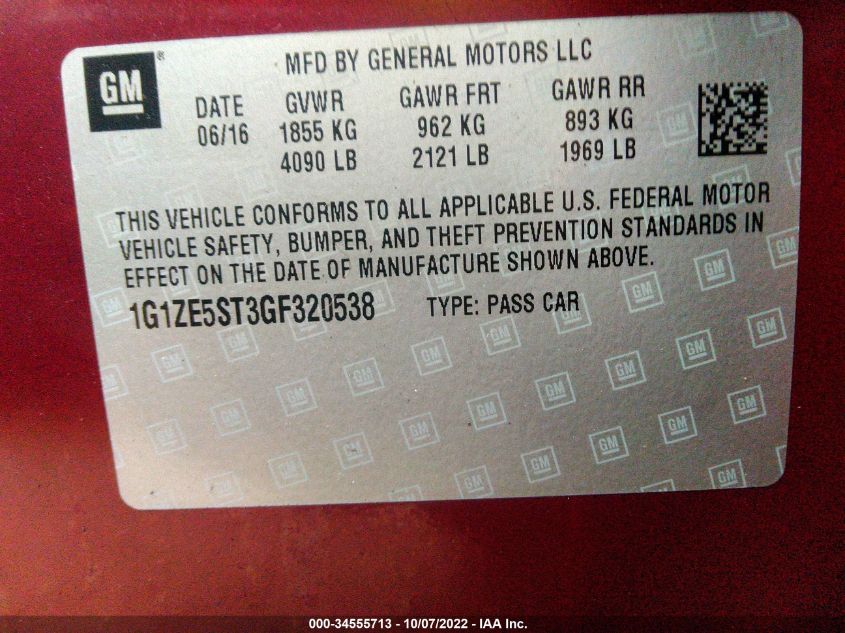 GM®
MFD BY GENERAL MOTORS LLC
DATE GVWR GAWR FRT GAWR RR
06/16 1855 KG 962 KG 893 KG
4090 LB 2121 LB 1969 LB
THIS VEHICLE CONFORMS TO ALL APPLICABLE U.S. FEDERAL MOTOR
VEHICLE SAFETY, BUMPER, AND THEFT PREVENTION STANDARDS IN
EFFECT ON THE DATE OF MANUFACTURE SHOWN ABOVE.
1G1ZE5ST3GF320538 TYPE: PASS CAR
000-34555713 - 10/07/2022 - IAA Inc.